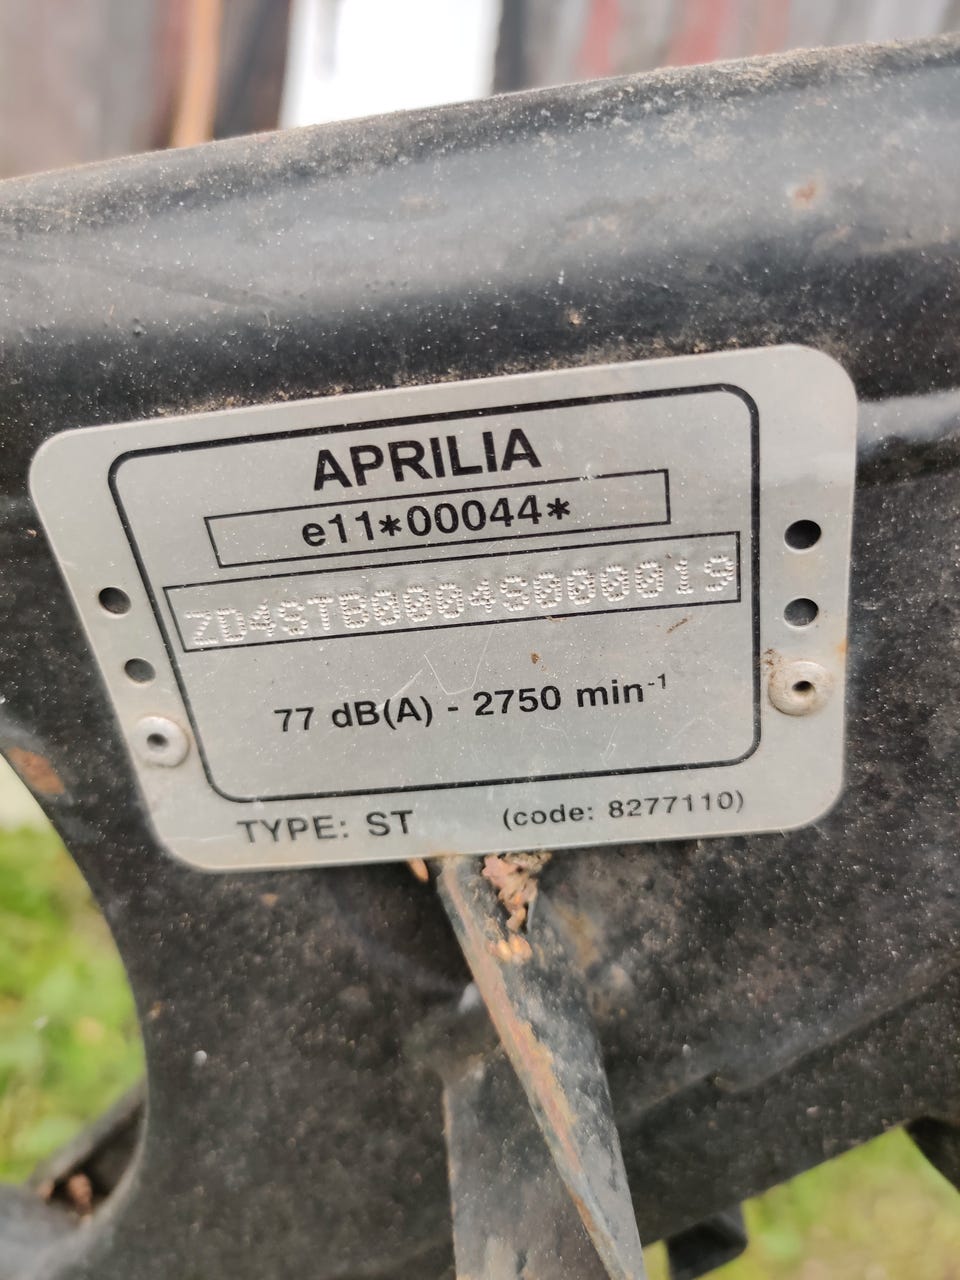 APRILIA
e11*00044*
ZD4STB0004S000019
77 dB(A) - 2750 min⁻¹
TYPE: ST (code: 8277110)